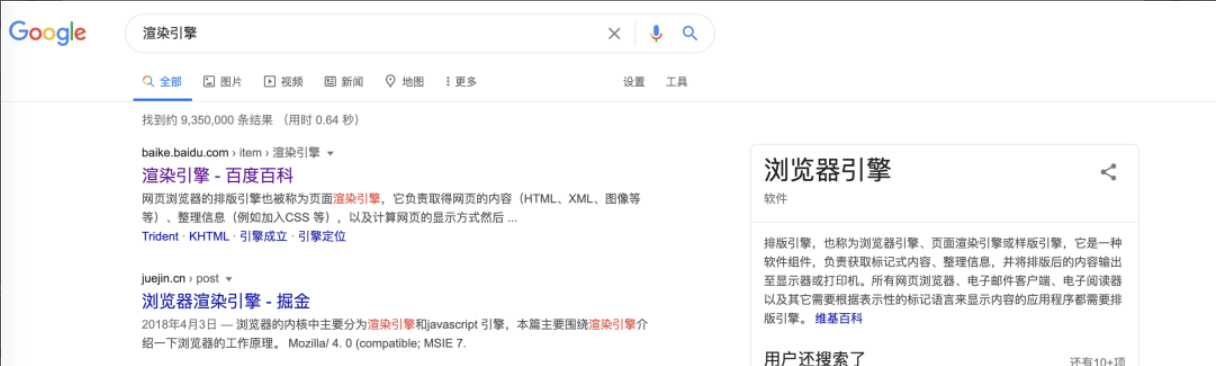 Google
渲染引擎
全部 图片 视频 新闻 地图 更多 设置 工具
找到约 9,350,000 条结果 （用时 0.64 秒）
baike.baidu.com › item › 渲染引擎
渲染引擎 - 百度百科
网页浏览器的排版引擎也被称为页面渲染引擎，它负责取得网页的内容（HTML、XML、图像等
等）、整理信息（例如加入CSS 等），以及计算网页的显示方式然后 ...
Trident · KHTML · 引擎成立 · 引擎定位
juejin.cn › post
浏览器渲染引擎 - 掘金
2018年4月3日 — 浏览器的内核中主要分为渲染引擎和javascript 引擎，本篇主要围绕渲染引擎介
绍一下浏览器的工作原理。 Mozilla/ 4. 0 (compatible; MSIE 7.
浏览器引擎
软件
排版引擎，也称为浏览器引擎、页面渲染引擎或样版引擎，它是一种
软件组件，负责获取标记式内容、整理信息，并将排版后的内容输出
至显示器或打印机。所有网页浏览器、电子邮件客户端、电子阅读器
以及其它需要根据表示性的标记语言来显示内容的应用程序都需要排
版引擎。 维基百科
用户还搜索了 还有10+项